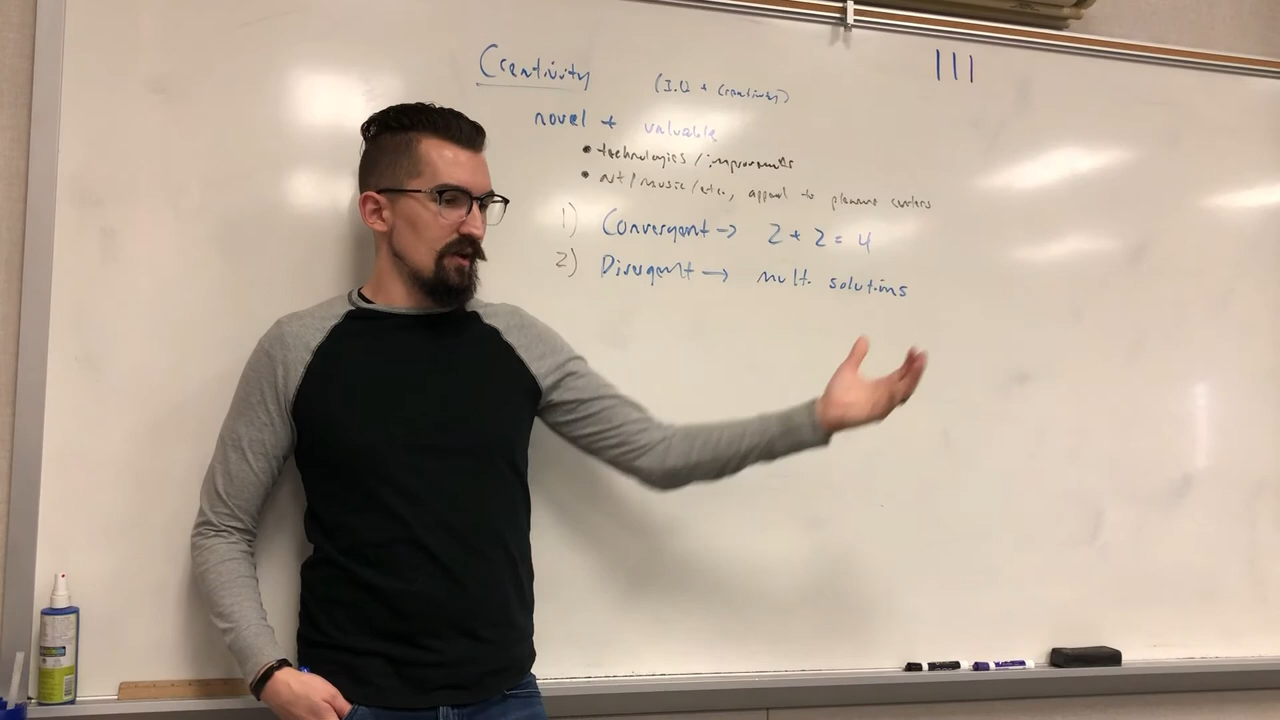 Creativity
(I.Q + Creativity)
111
novel + valuable
• technologies / improvements
• art/music/etc., appeal to pleasure centers
1) Convergent → 2 + 2 = 4
2) Divergent → mult. solutions